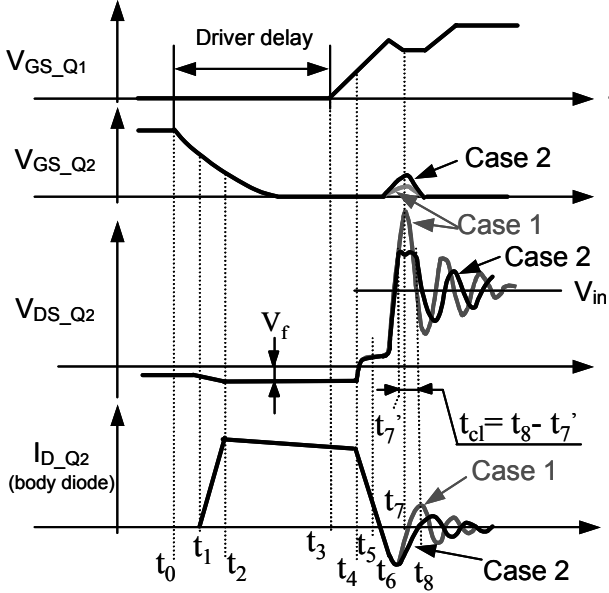 Driver delay
V_GS_Q1
V_GS_Q2
Case 2
Case 1
V_DS_Q2
V_f
Case 2
V_in
t_7'
t_cl = t_8 - t_7'
I_D_Q2
(body diode)
Case 1
t_7
t_0
t_1
t_2
t_3
t_4
t_5
t_6
t_8
Case 2